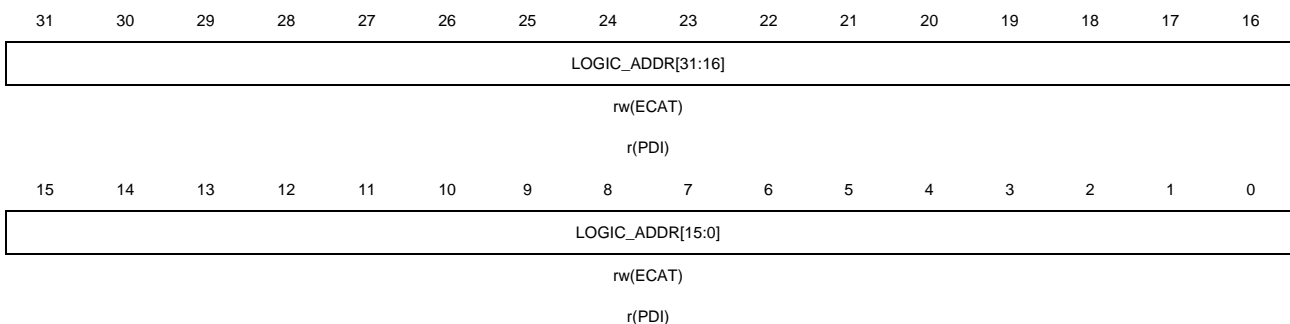 31 30 29 28 27 26 25 24 23 22 21 20 19 18 17 16
LOGIC_ADDR[31:16]
rw(ECAT)
r(PDI)
15 14 13 12 11 10 9 8 7 6 5 4 3 2 1 0
LOGIC_ADDR[15:0]
rw(ECAT)
r(PDI)